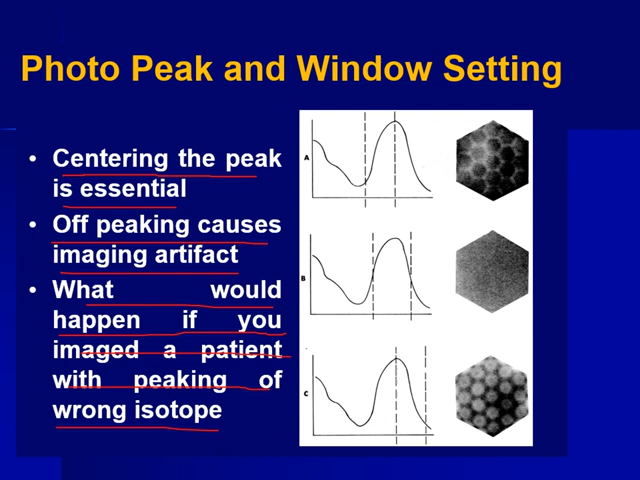 Photo Peak and Window Setting
• Centering the peak
is essential
• Off peaking causes
imaging artifact
• What would
happen if you
imaged a patient
with peaking of
wrong isotope
A
B
C